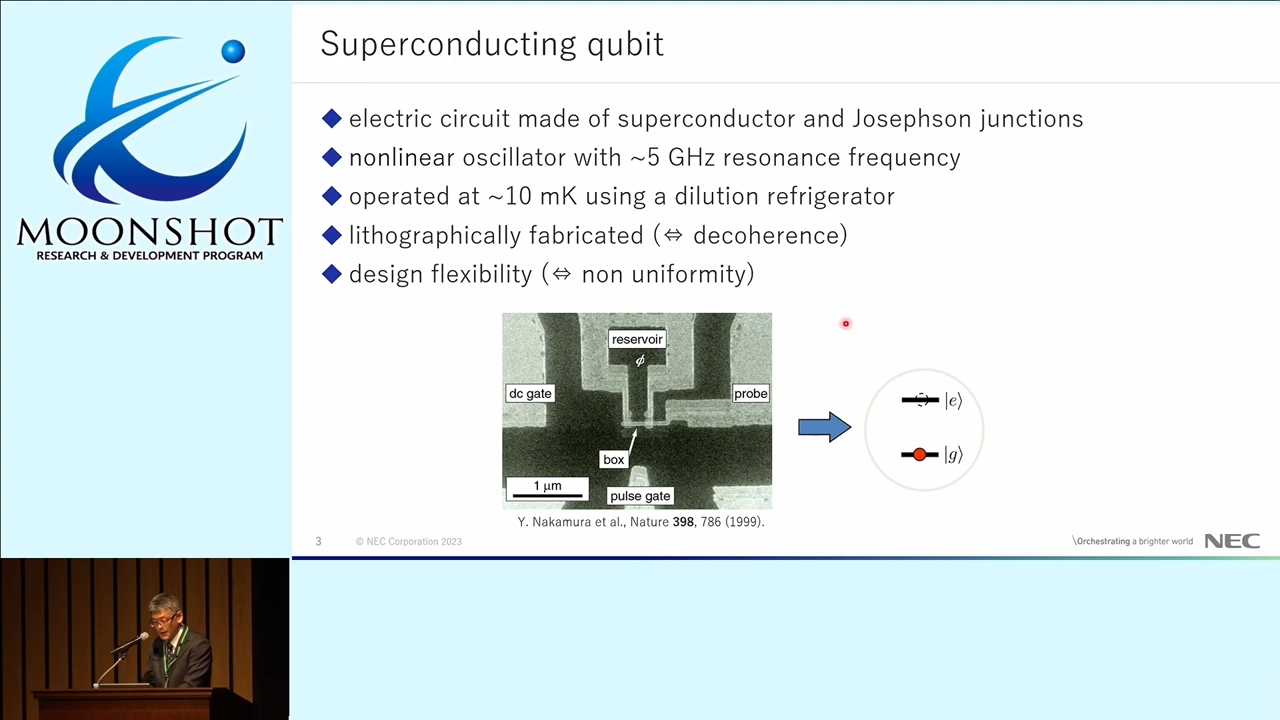 MOONSHOT
RESEARCH & DEVELOPMENT PROGRAM
Superconducting qubit
◆ electric circuit made of superconductor and Josephson junctions
◆ nonlinear oscillator with ~5 GHz resonance frequency
◆ operated at ~10 mK using a dilution refrigerator
◆ lithographically fabricated (⇔ decoherence)
◆ design flexibility (⇔ non uniformity)
reservoir
ϕ
dc gate
probe
box
1 μm
pulse gate
|e⟩
|g⟩
Y. Nakamura et al., Nature 398, 786 (1999).
3
© NEC Corporation 2023
\Orchestrating a brighter world
NEC